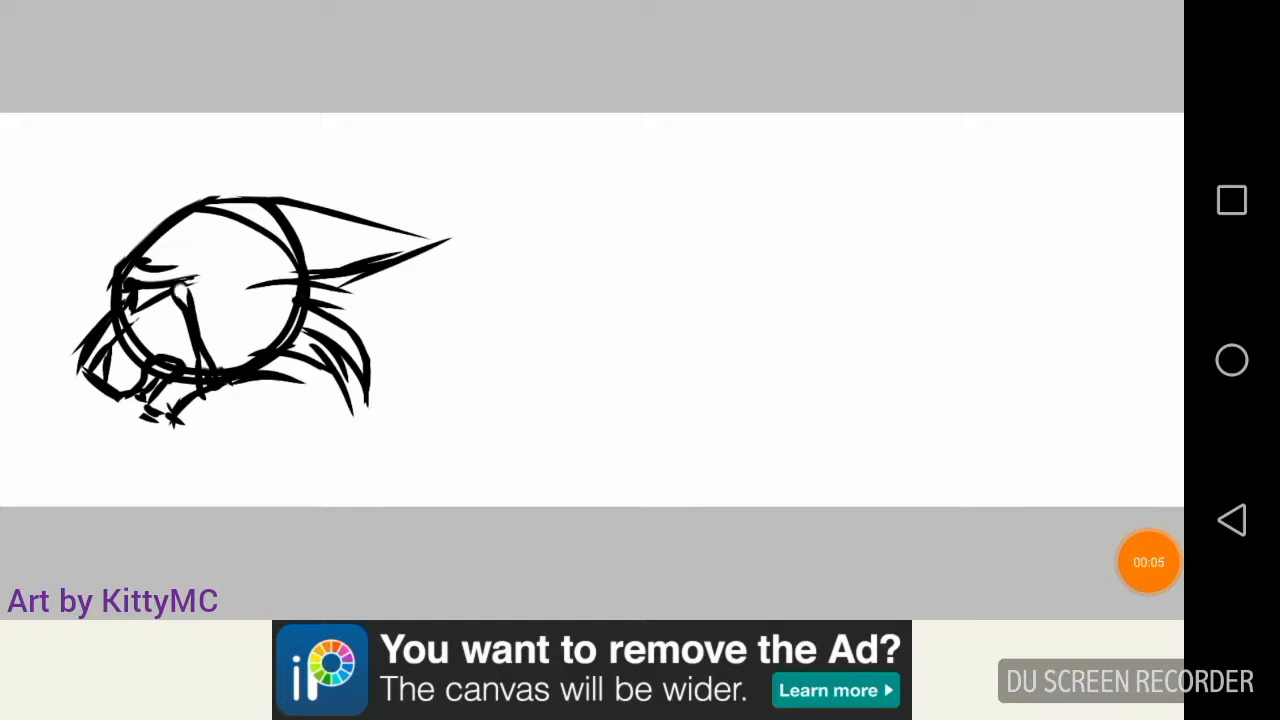 00:05
Art by KittyMC
iP
You want to remove the Ad?
The canvas will be wider.
Learn more
DU SCREEN RECORDER